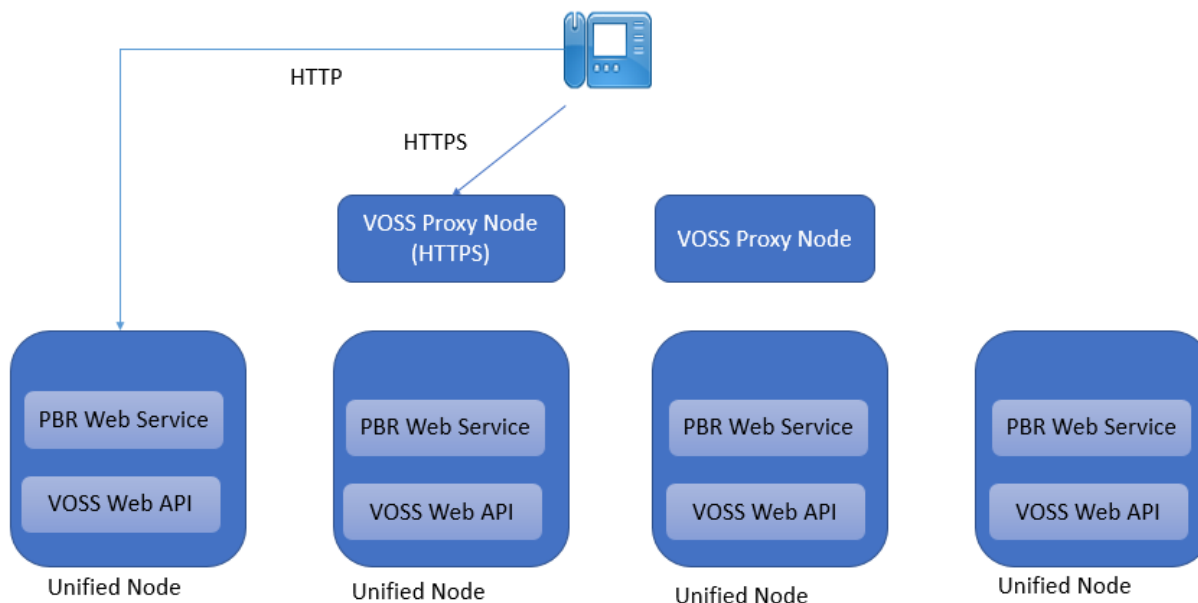 HTTP
HTTPS
VOSS Proxy Node
(HTTPS)
VOSS Proxy Node
PBR Web Service
VOSS Web API
Unified Node
PBR Web Service
VOSS Web API
Unified Node
PBR Web Service
VOSS Web API
Unified Node
PBR Web Service
VOSS Web API
Unified Node